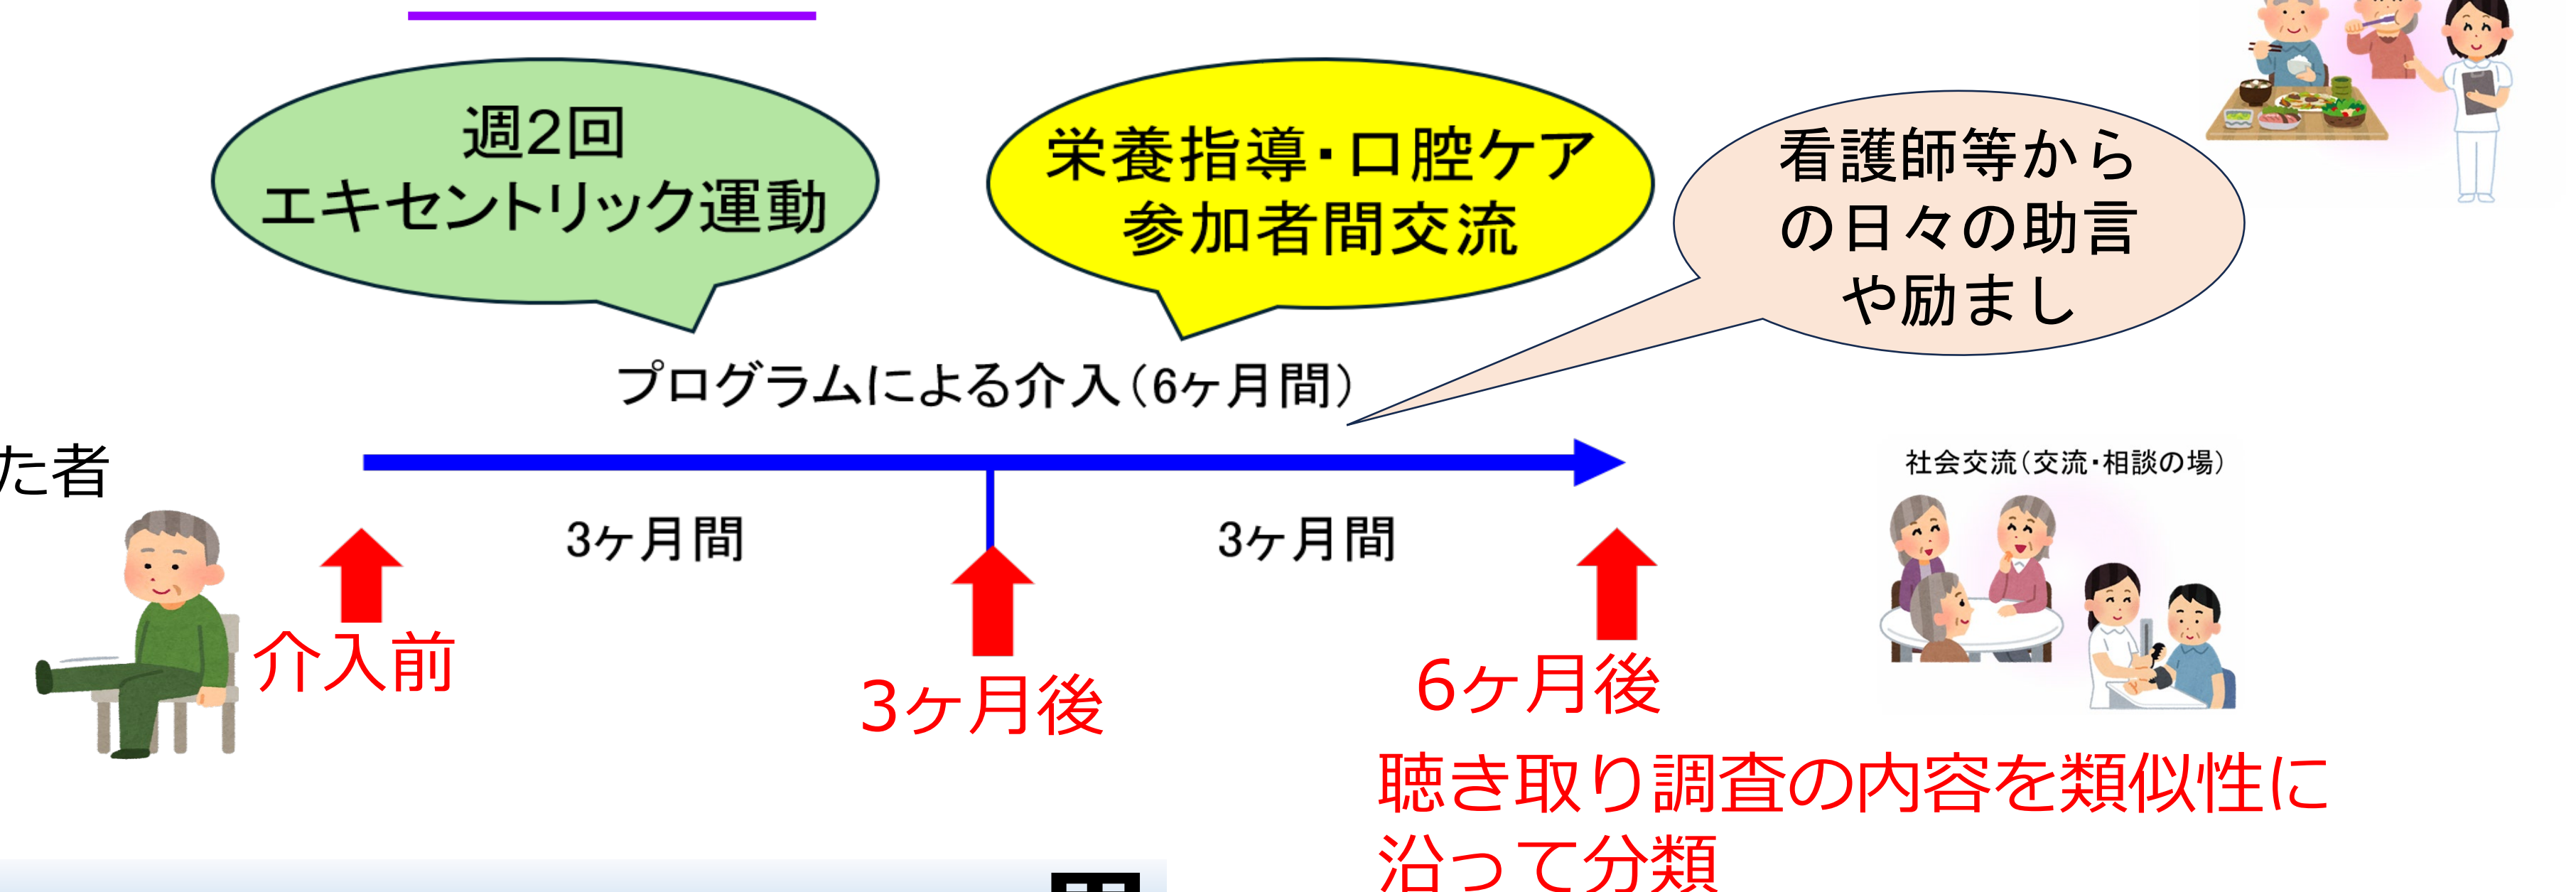 週2回
エキセントリック運動
栄養指導・口腔ケア
参加者間交流
看護師等から
の日々の助言
や励まし
プログラムによる介入（6ヶ月間）
た者
社会交流（交流・相談の場）
3ヶ月間
3ヶ月間
介入前
3ヶ月後
6ヶ月後
聴き取り調査の内容を類似性に
沿って分類